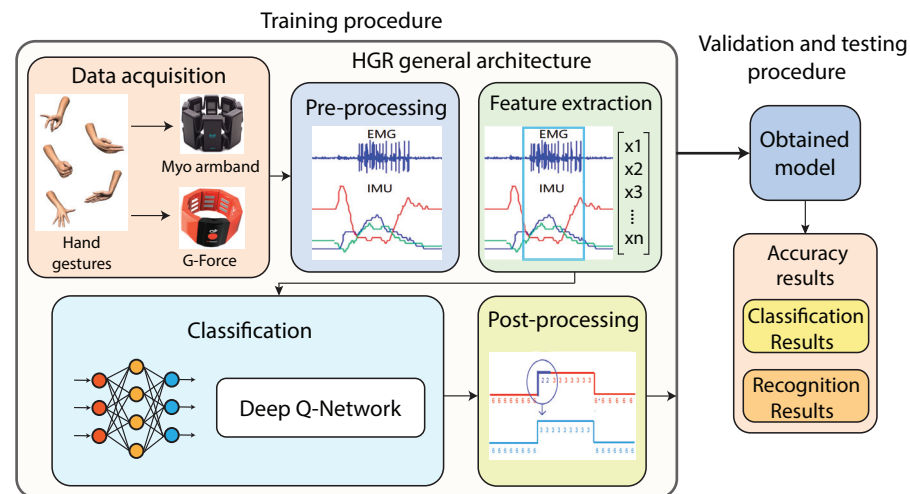 Training procedure
HGR general architecture
Data acquisition
Myo armband
Hand
gestures
G-Force
Pre-processing
EMG
IMU
Feature extraction
EMG
IMU
x1
x2
x3
...
xn
Classification
Deep Q-Network
Post-processing
Validation and testing
procedure
Obtained
model
Accuracy
results
Classification
Results
Recognition
Results